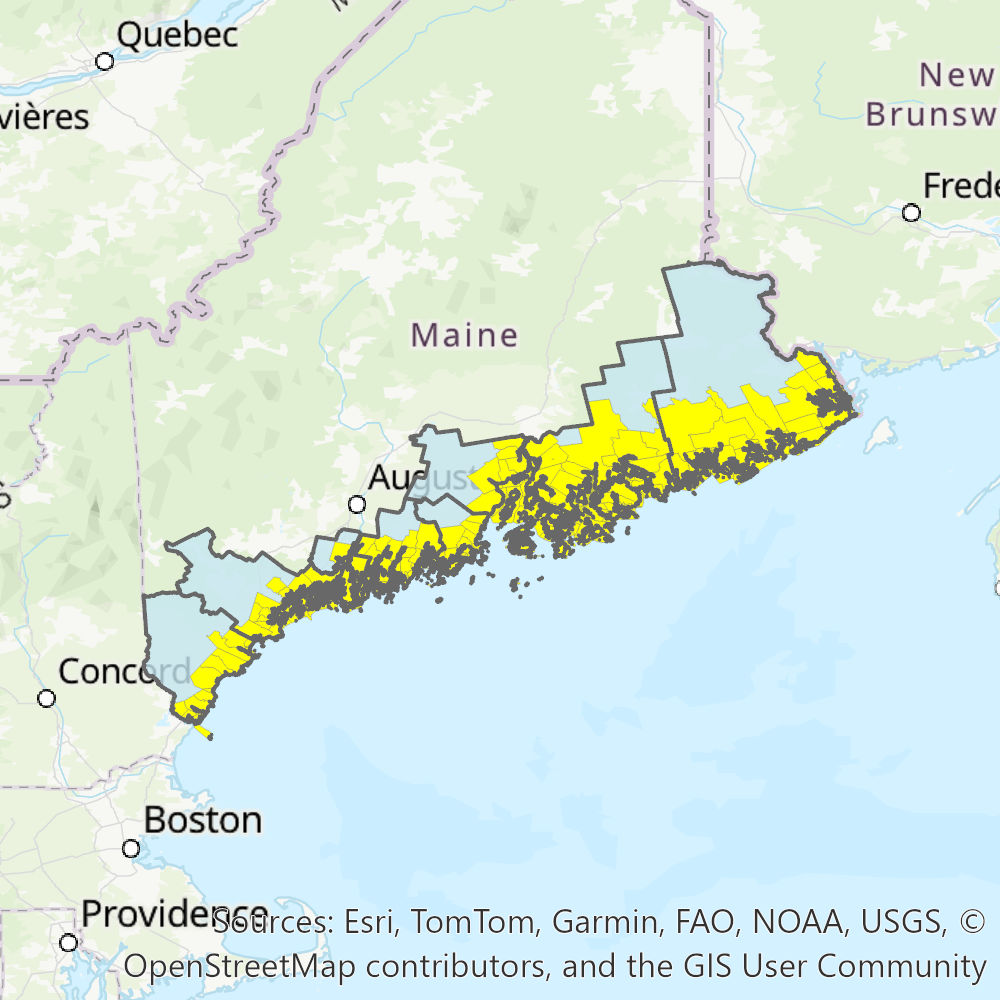 Quebec
New
Brunsw
vières
Frede
Maine
August
Concord
Boston
Providence
Sources: Esri, TomTom, Garmin, FAO, NOAA, USGS, ©
OpenStreetMap contributors, and the GIS User Community